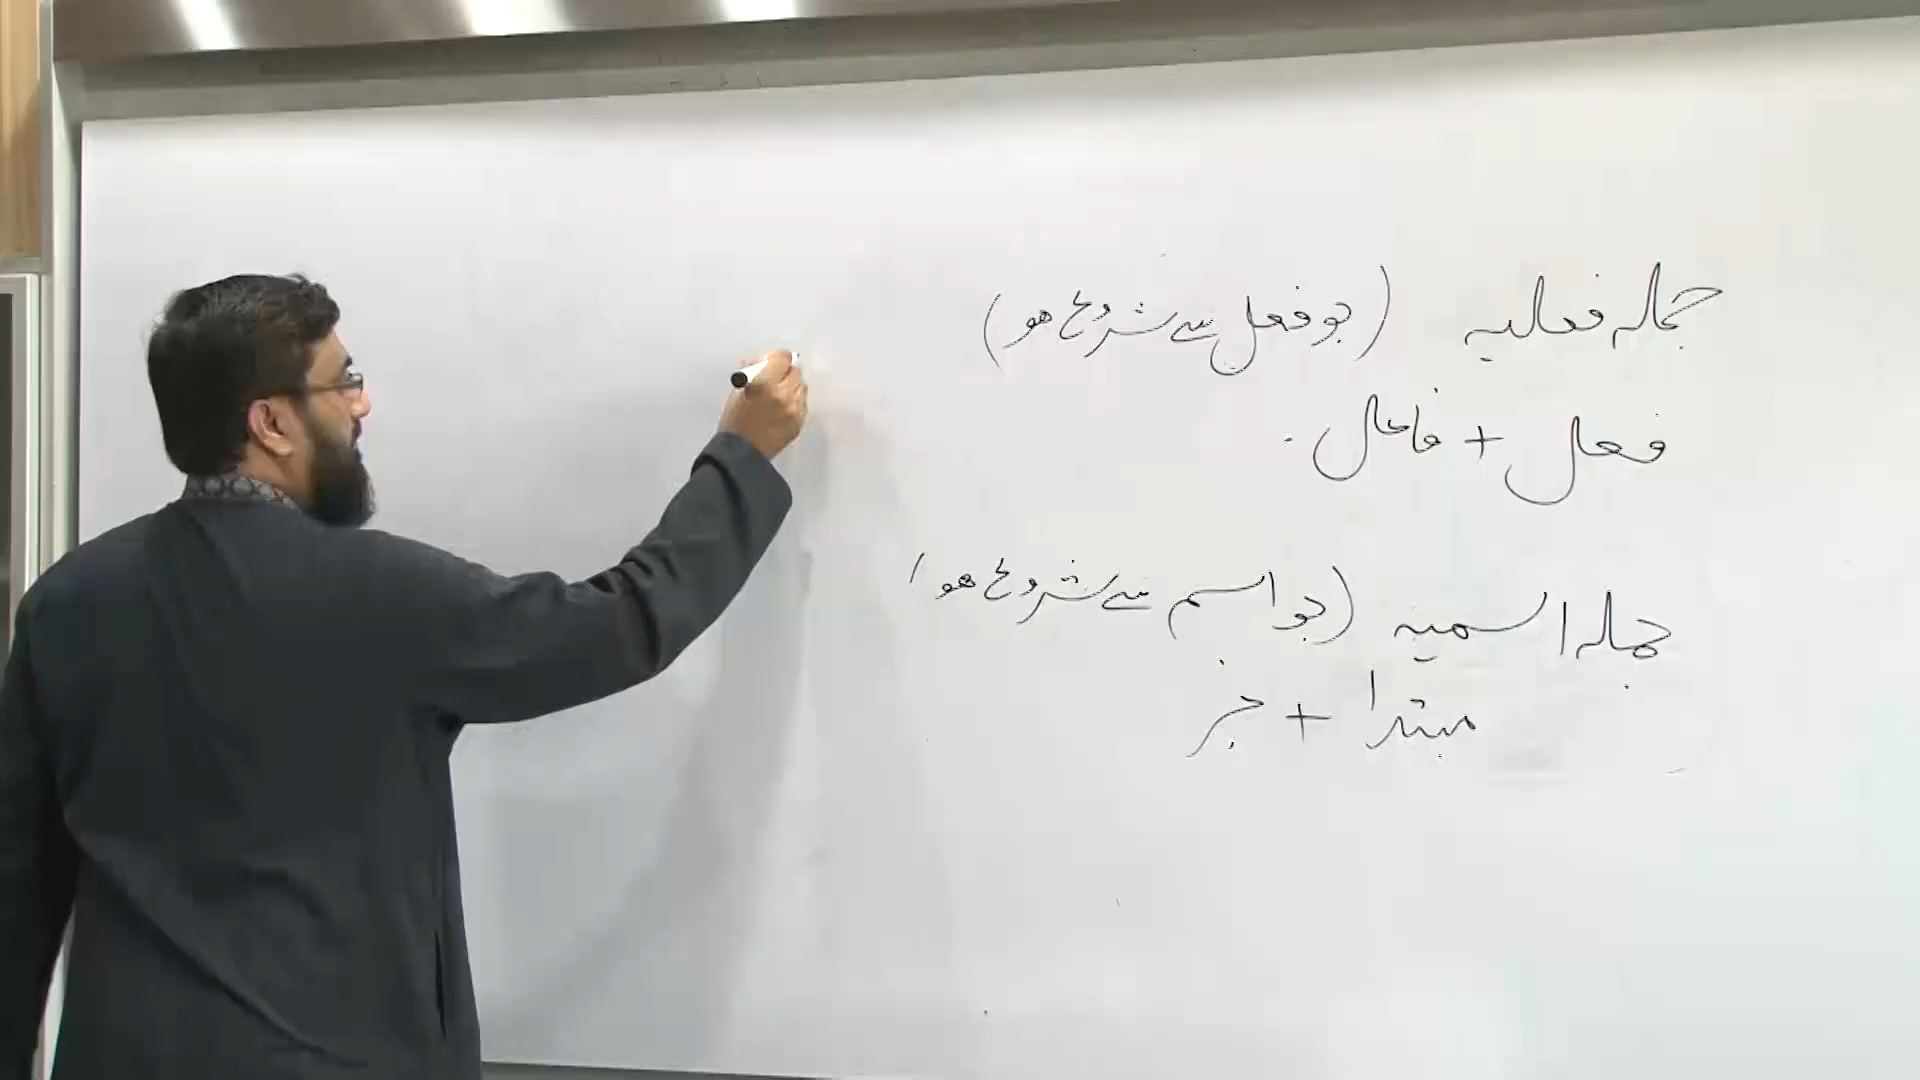 جملہ فعلیہ (جو فعل سے شروع ہو)
فعل + فاعل
جملہ اسمیہ (جو اسم سے شروع ہو)
مبتدا + خبر